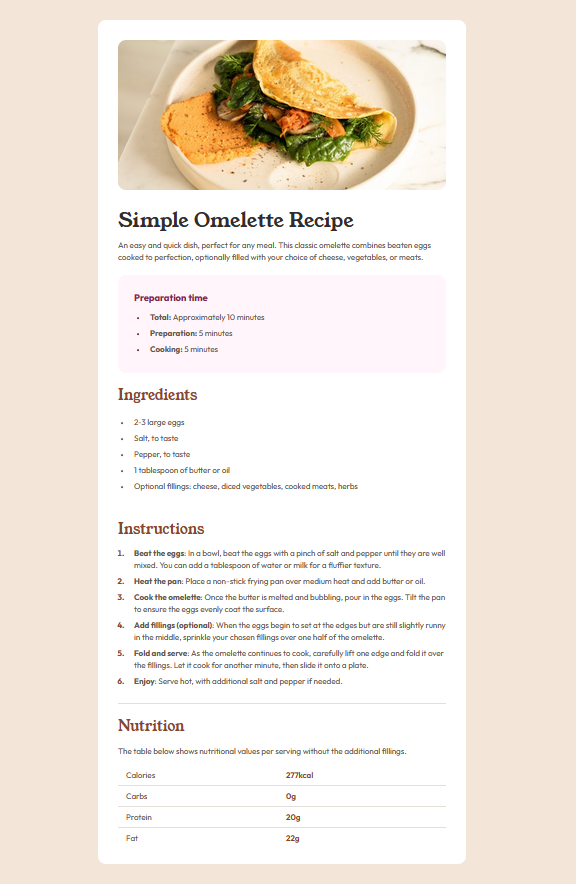 Simple Omelette Recipe
An easy and quick dish, perfect for any meal. This classic omelette combines beaten eggs
cooked to perfection, optionally filled with your choice of cheese, vegetables, or meats.
Preparation time
• Total: Approximately 10 minutes
• Preparation: 5 minutes
• Cooking: 5 minutes
Ingredients
• 2-3 large eggs
• Salt, to taste
• Pepper, to taste
• 1 tablespoon of butter or oil
• Optional fillings: cheese, diced vegetables, cooked meats, herbs
Instructions
1. Beat the eggs: In a bowl, beat the eggs with a pinch of salt and pepper until they are well
mixed. You can add a tablespoon of water or milk for a fluffier texture.
2. Heat the pan: Place a non-stick frying pan over medium heat and add butter or oil.
3. Cook the omelette: Once the butter is melted and bubbling, pour in the eggs. Tilt the pan
to ensure the eggs evenly coat the surface.
4. Add fillings (optional): When the eggs begin to set at the edges but are still slightly runny
in the middle, sprinkle your chosen fillings over one half of the omelette.
5. Fold and serve: As the omelette continues to cook, carefully lift one edge and fold it over
the fillings. Let it cook for another minute, then slide it onto a plate.
6. Enjoy: Serve hot, with additional salt and pepper if needed.
Nutrition
The table below shows nutritional values per serving without the additional fillings.
Calories 277kcal
Carbs 0g
Protein 20g
Fat 22g